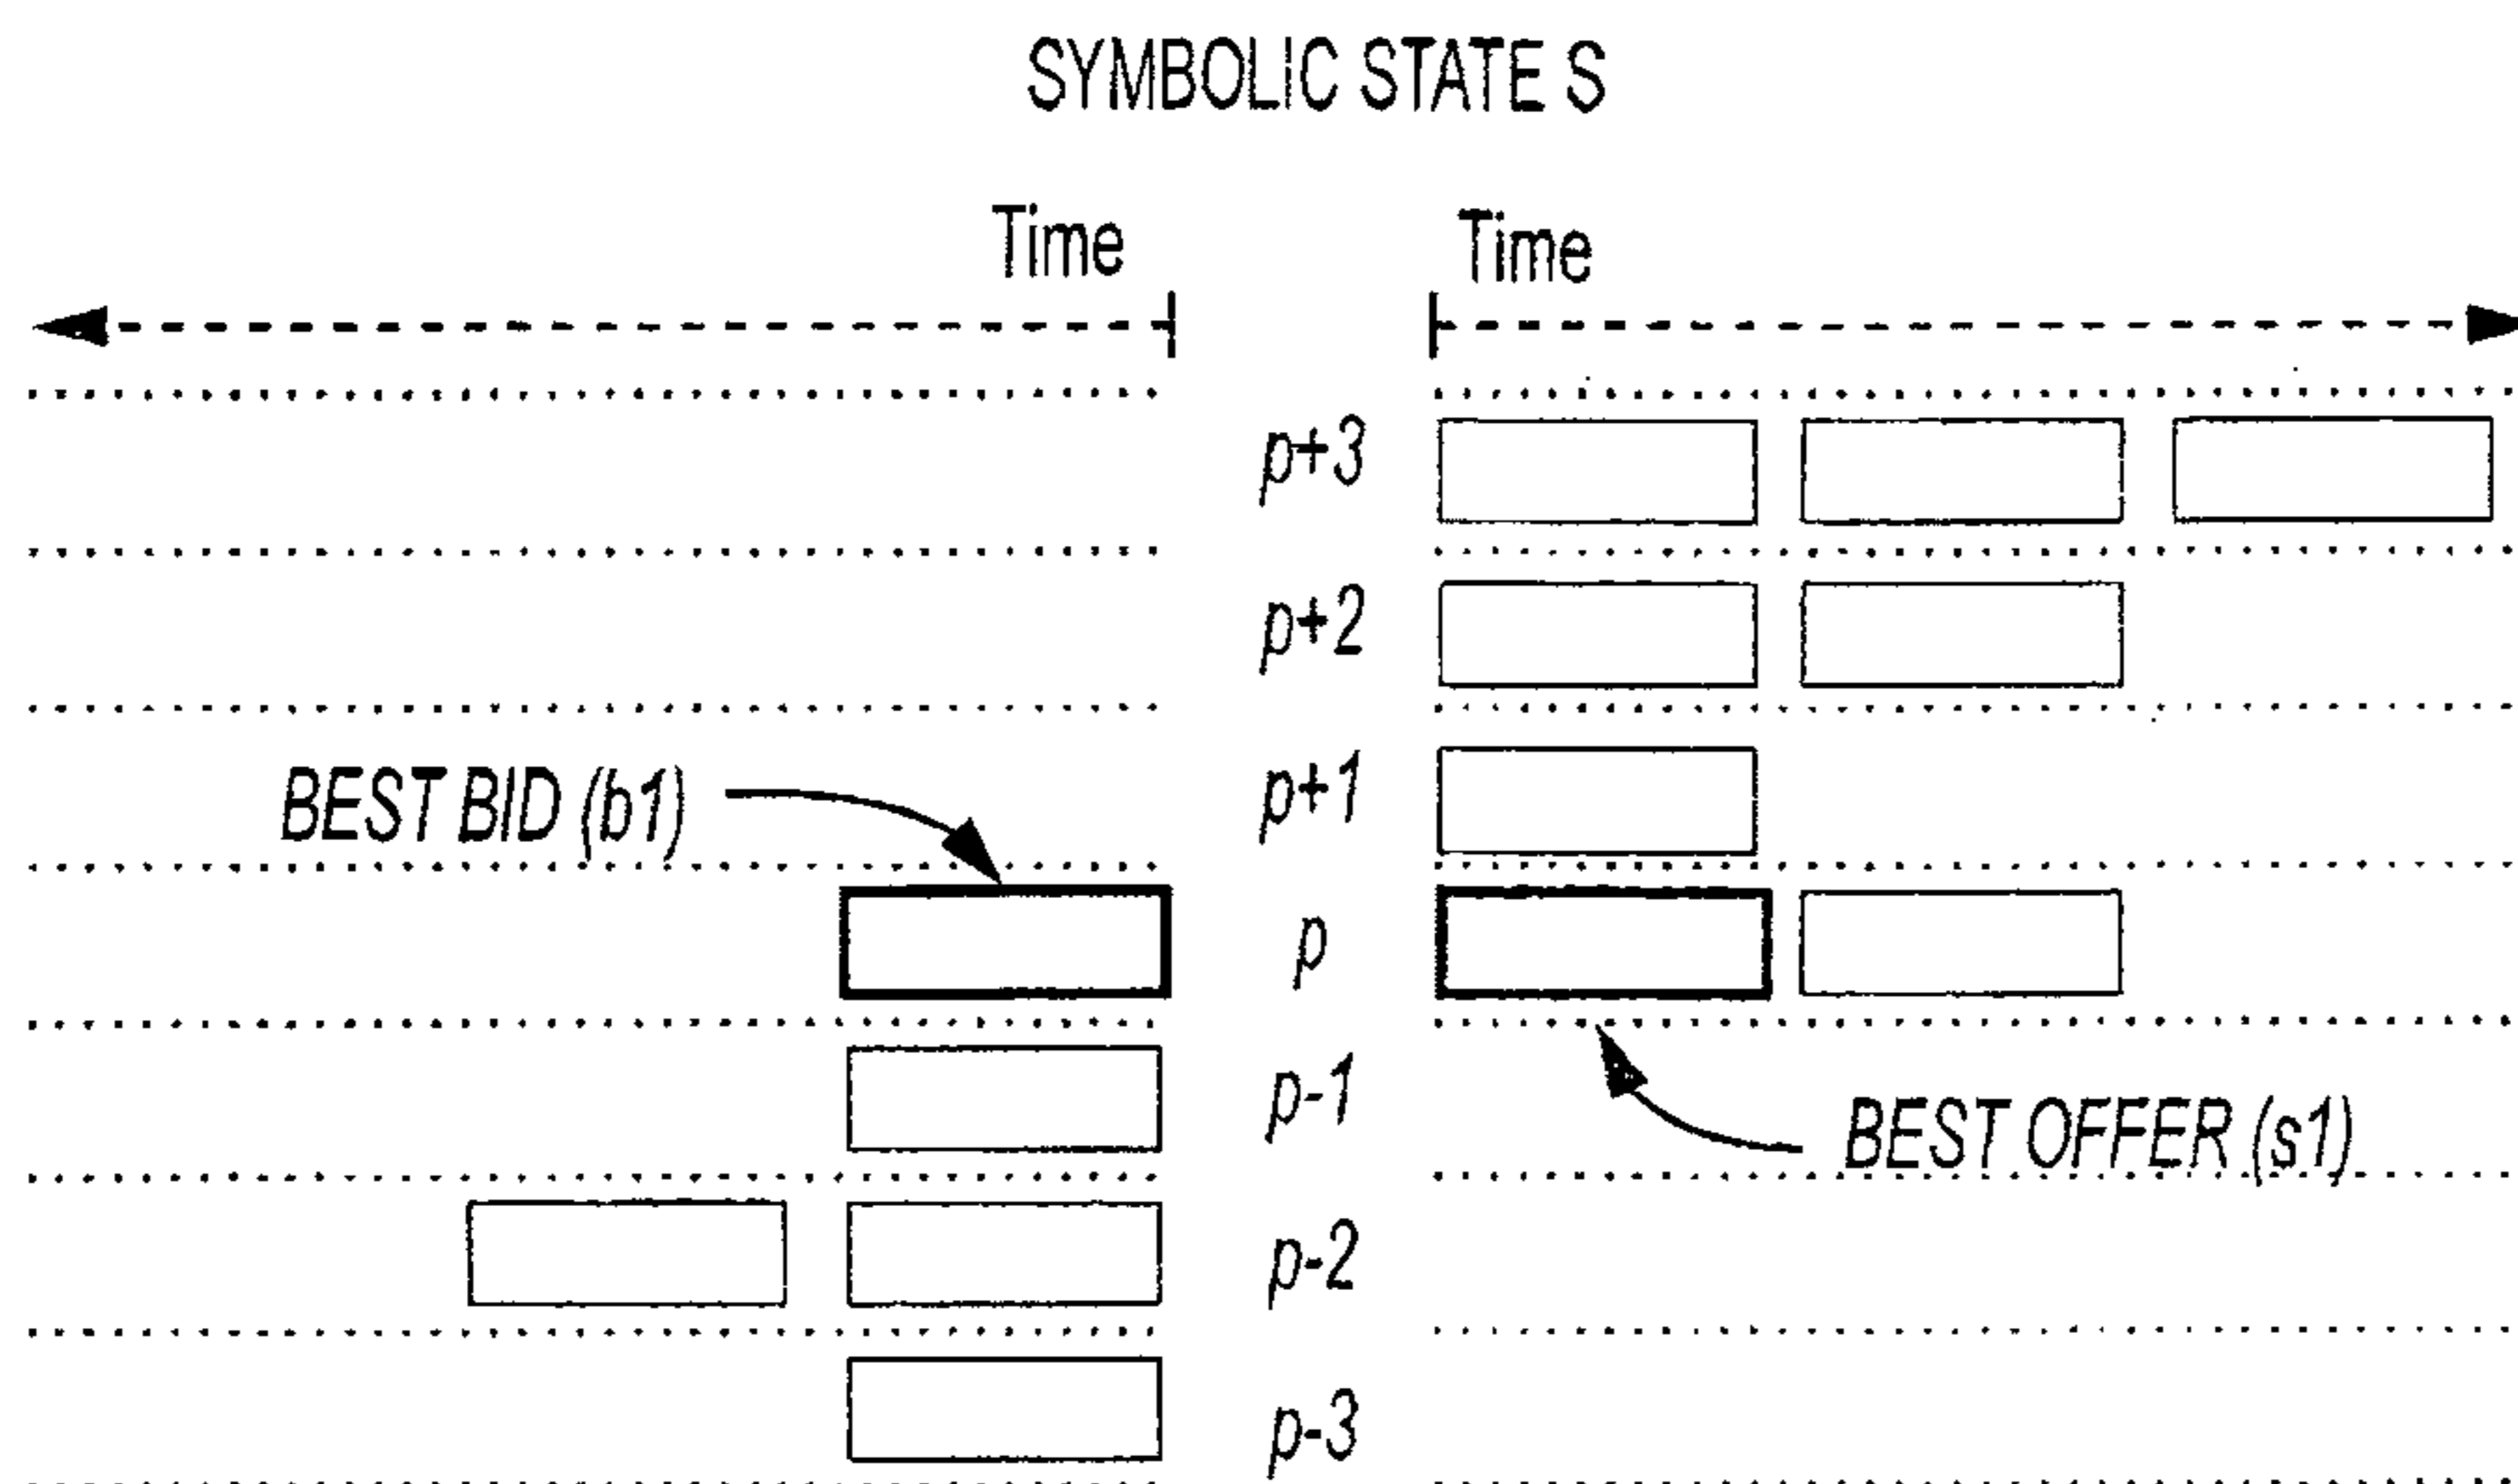 SYMBOLIC STATE S
Time Time
p+3
p+2
BEST BID (b1) p+1
p
p-1
BEST OFFER (s1)
p-2
p-3